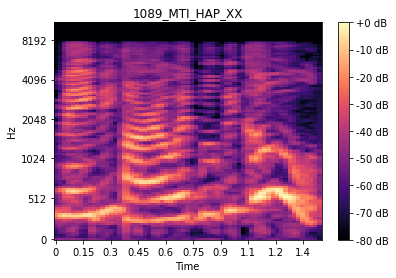 1089_MTI_HAP_XX
Hz
8192
4096
2048
1024
512
0
0 0.15 0.3 0.45 0.6 0.75 0.9 1.1 1.2 1.4
Time
+0 dB
-10 dB
-20 dB
-30 dB
-40 dB
-50 dB
-60 dB
-70 dB
-80 dB